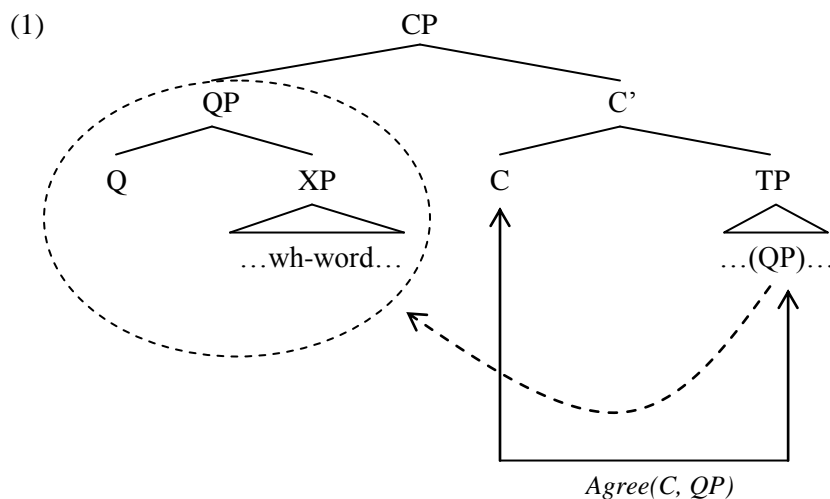 (1) CP
QP C’
Q XP C TP
…wh-word… …(QP)…
Agree(C, QP)